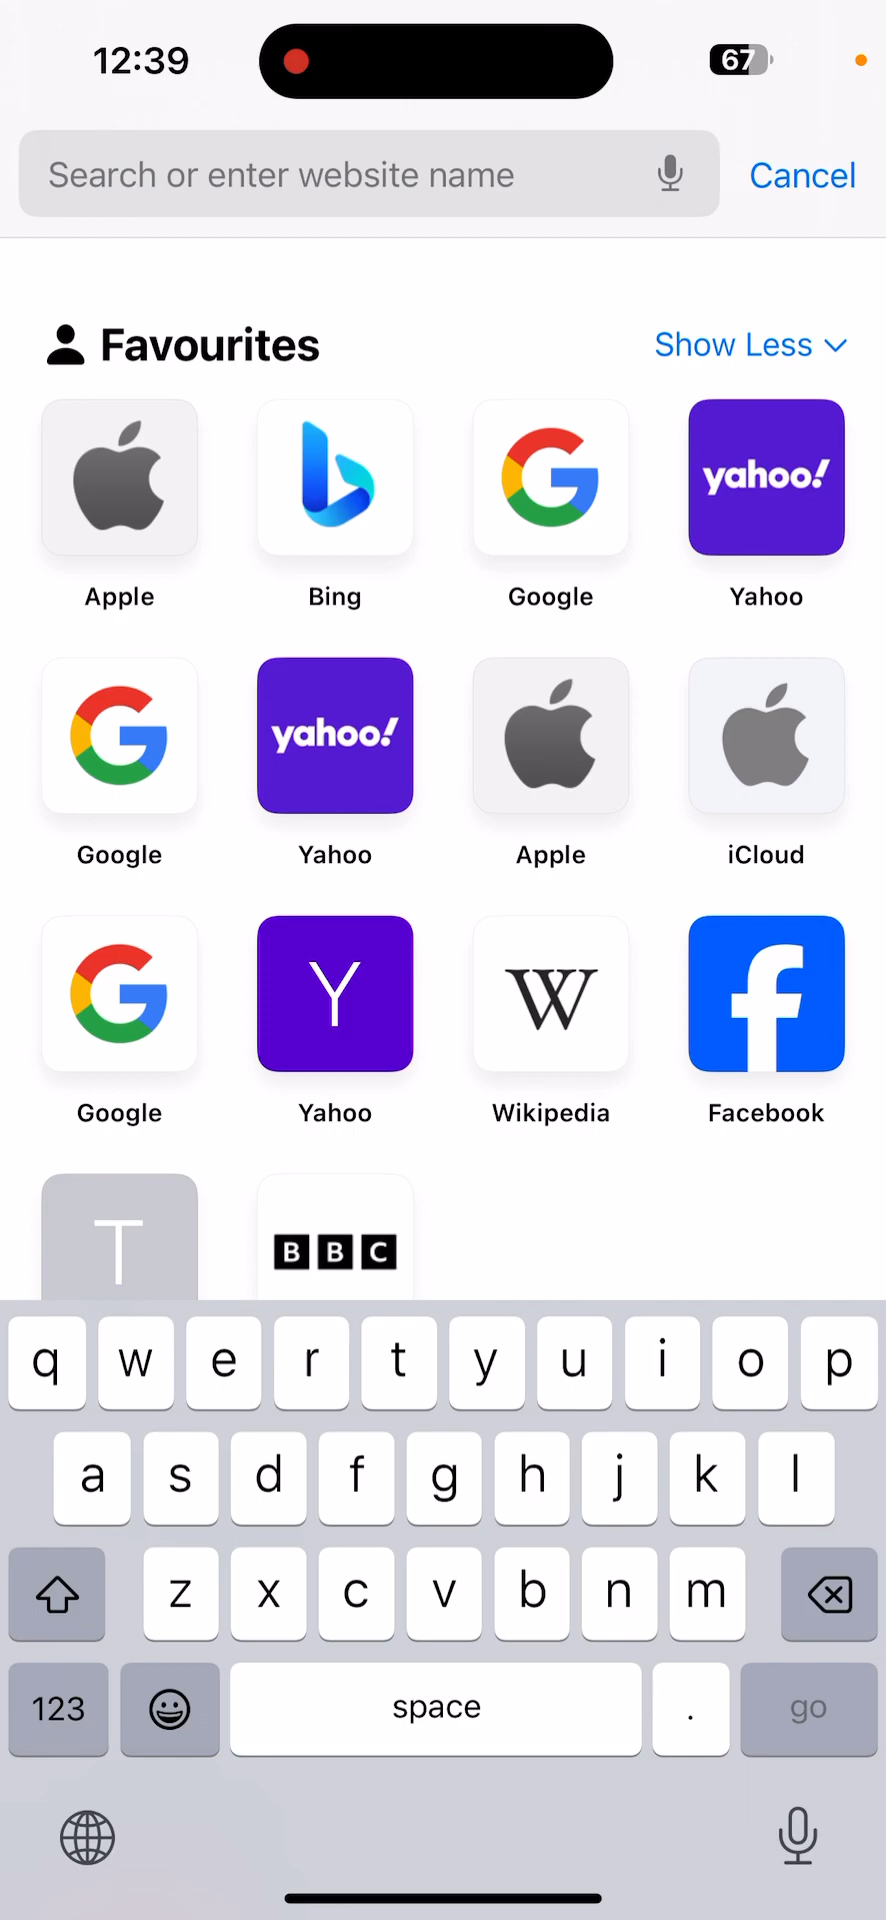 12:39
67
Search or enter website name
Cancel
Favourites
Show Less
yahoo!
Apple
Bing
Google
Yahoo
yahoo!
Google
Yahoo
Apple
iCloud
Y
W
f
Google
Yahoo
Wikipedia
Facebook
T
BBC
q w e r t y u i o p
a s d f g h j k l
z x c v b n m
123
space
.
go